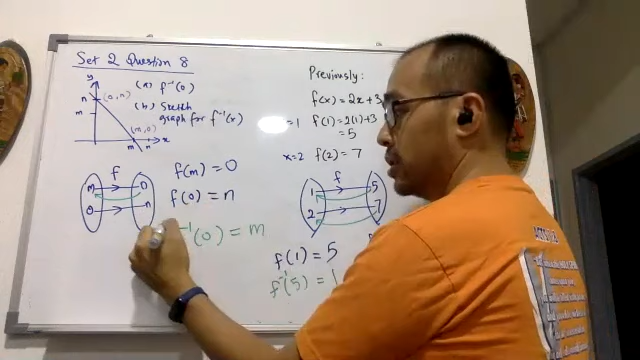 Set 2 Question 8
y
n
m
(0, n)
(m, 0)
m
n
x
(a) f⁻¹(0)
(b) Sketch
graph for f⁻¹(x)
f
m
0
0
n
f(m) = 0
f(0) = n
⁻¹(0) = m
Previously:
f(x) = 2x + 3
= 1 f(1) = 2(1) + 3
= 5
x = 2 f(2) = 7
f
1
5
2
7
f(1) = 5
f⁻¹(5) = 1